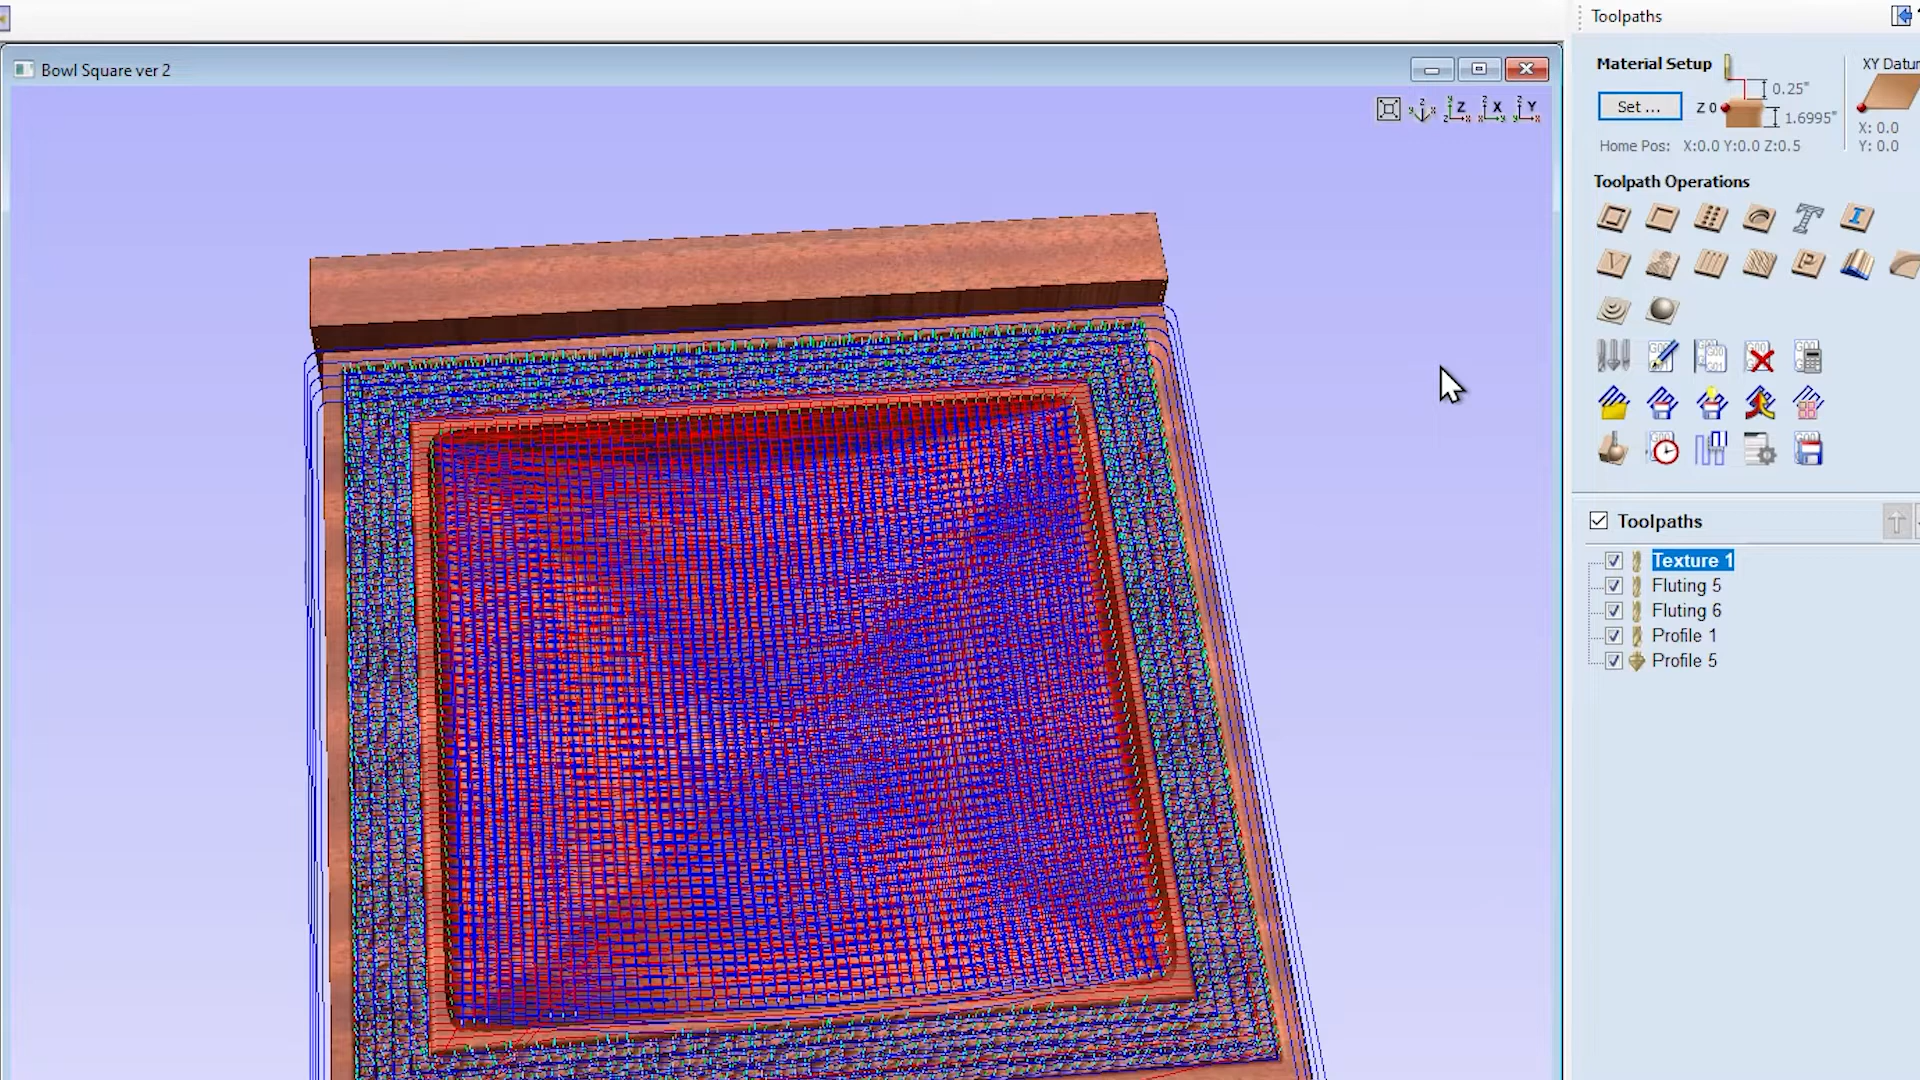 Toolpaths
Bowl Square ver 2
Material Setup
XY Datu
0.25"
Set ...
Z 0
1.6995"
X: 0.0
Y: 0.0
Home Pos: X:0.0 Y:0.0 Z:0.5
Z
X
Y
Toolpath Operations
Toolpaths
Texture 1
Fluting 5
Fluting 6
Profile 1
Profile 5